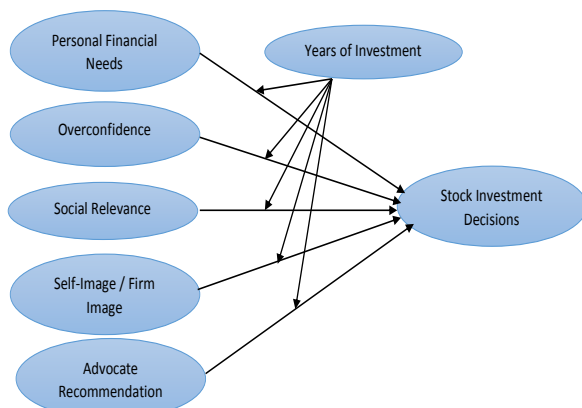 Personal Financial
Needs
Years of Investment
Overconfidence
Social Relevance
Stock Investment
Decisions
Self-Image / Firm
Image
Advocate
Recommendation